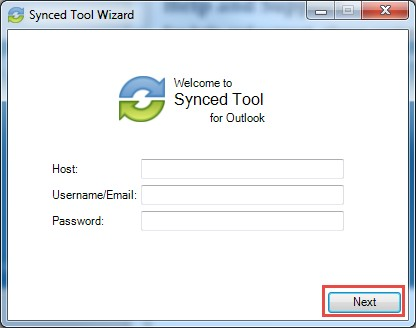 Synced Tool Wizard
Welcome to
Synced Tool
for Outlook
Host:
Username/Email:
Password:
Next